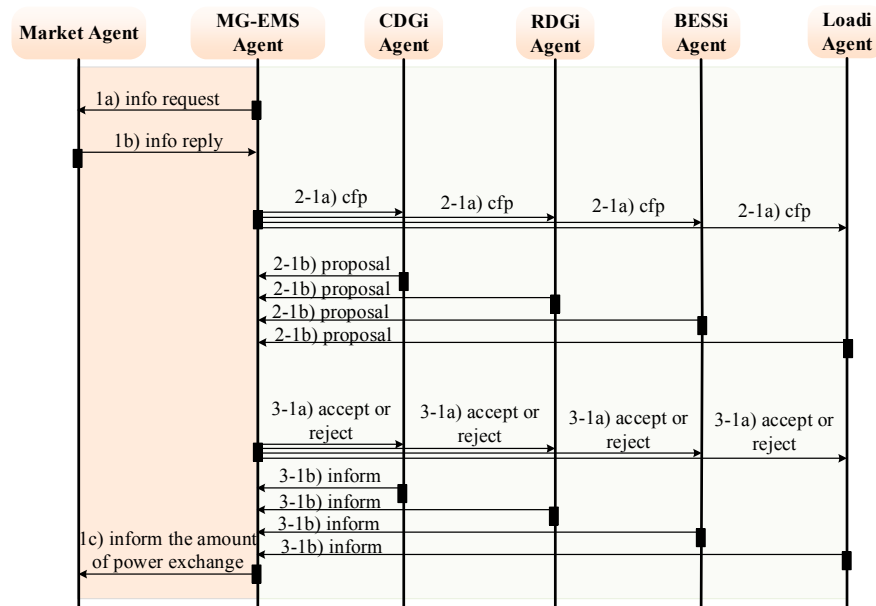 Market Agent
MG-EMS
Agent
CDGi
Agent
RDGi
Agent
BESSi
Agent
Loadi
Agent
1a) info request
1b) info reply
2-1a) cfp
2-1a) cfp
2-1a) cfp
2-1a) cfp
2-1b) proposal
2-1b) proposal
2-1b) proposal
2-1b) proposal
3-1a) accept or
reject
3-1a) accept or
reject
3-1a) accept or
reject
3-1a) accept or
reject
3-1b) inform
3-1b) inform
3-1b) inform
3-1b) inform
1c) inform the amount
of power exchange